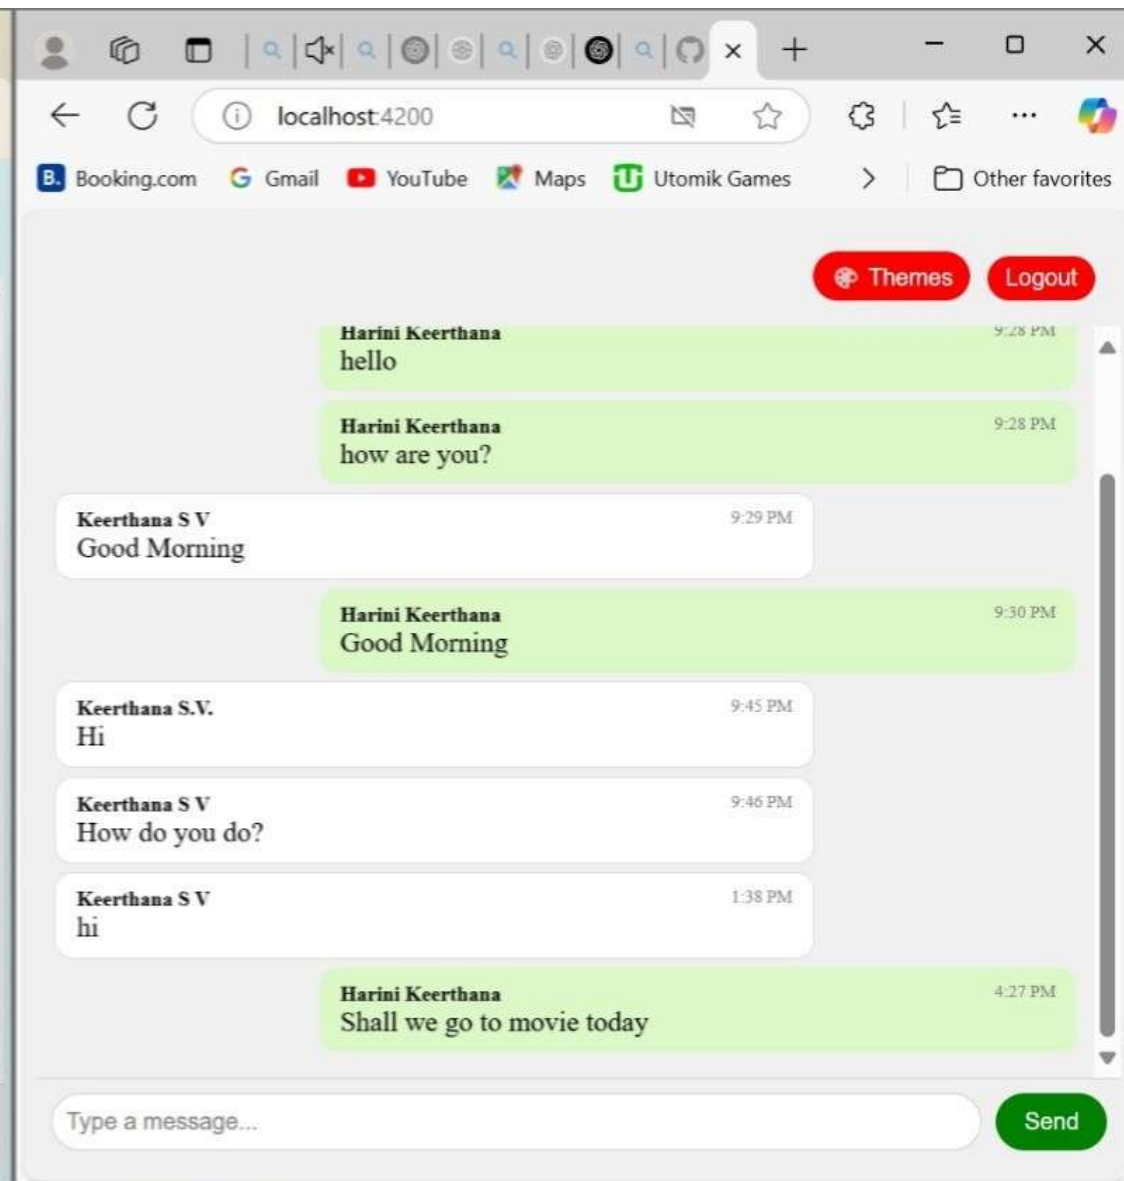 localhost:4200
B. Booking.com Gmail YouTube Maps Utomik Games Other favorites
Themes Logout
Harini Keerthana 9:28 PM
hello
Harini Keerthana 9:28 PM
how are you?
Keerthana S V 9:29 PM
Good Morning
Harini Keerthana 9:30 PM
Good Morning
Keerthana S.V. 9:45 PM
Hi
Keerthana S V 9:46 PM
How do you do?
Keerthana S V 1:38 PM
hi
Harini Keerthana 4:27 PM
Shall we go to movie today
Type a message... Send